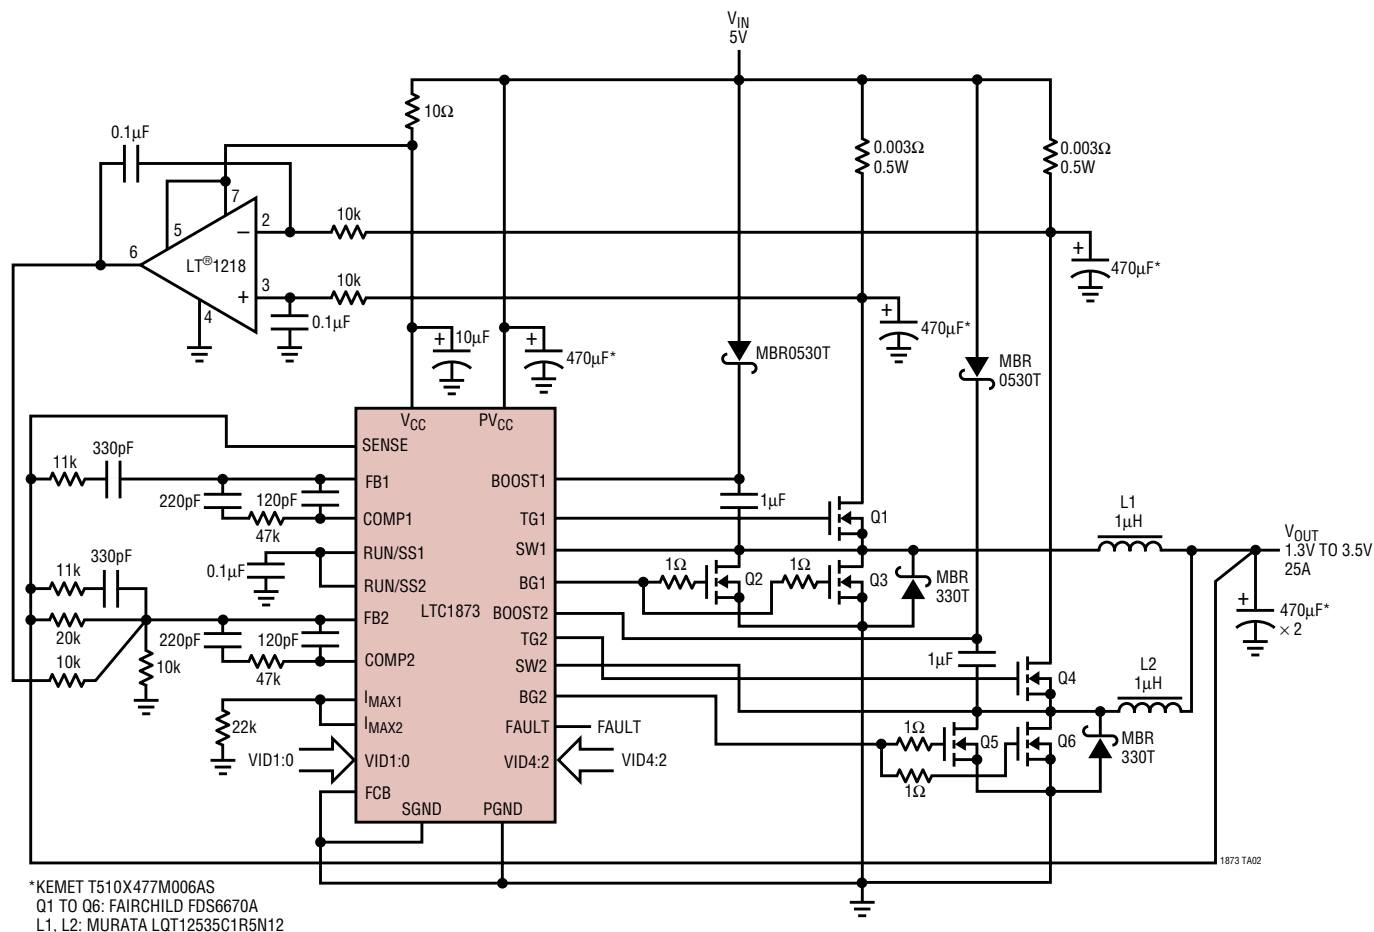 V_IN
5V
10Ω
0.003Ω
0.5W
0.003Ω
0.5W
0.1µF
7
5
2
10k
–
6
LT®1218
10k
+
3
4
0.1µF
+
470µF*
+
470µF*
+
10µF
+
470µF*
MBR0530T
MBR
0530T
V_CC
PV_CC
SENSE
11k
330pF
FB1
BOOST1
220pF
120pF
1µF
COMP1
TG1
Q1
47k
L1
1µH
V_OUT
1.3V TO 3.5V
25A
330pF
RUN/SS1
SW1
11k
0.1µF
RUN/SS2
BG1
1Ω
Q2
1Ω
Q3
MBR
330T
LTC1873
+
470µF*
× 2
20k
FB2
BOOST2
220pF
120pF
TG2
10k
10k
COMP2
SW2
1µF
47k
Q4
L2
1µH
I_MAX1
BG2
22k
I_MAX2
FAULT
FAULT
1Ω
Q5
Q6
MBR
330T
VID1:0
VID1:0
VID4:2
VID4:2
1Ω
FCB
SGND
PGND
1873 TA02
*KEMET T510X477M006AS
Q1 TO Q6: FAIRCHILD FDS6670A
L1, L2: MURATA LQT12535C1R5N12